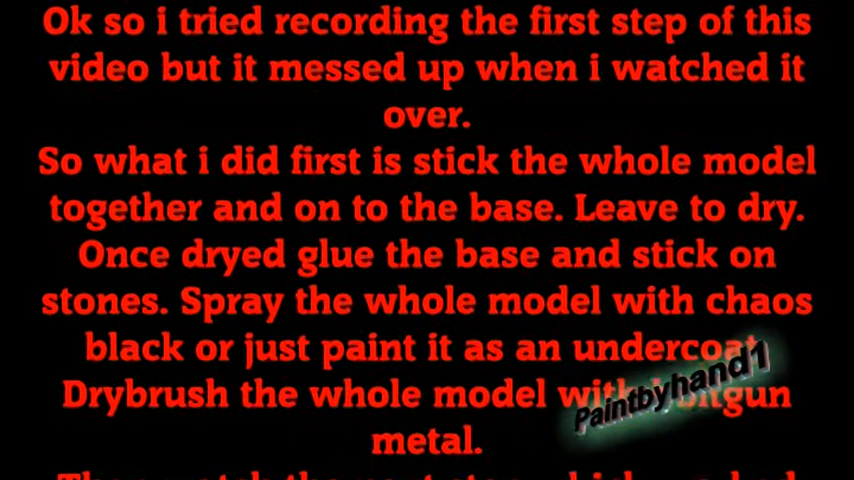 Ok so i tried recording the first step of this
video but it messed up when i watched it
over.
So what i did first is stick the whole model
together and on to the base. Leave to dry.
Once dryed glue the base and stick on
stones. Spray the whole model with chaos
black or just paint it as an undercoat
Drybrush the whole model with boltgun
metal.
Paintbyhand1